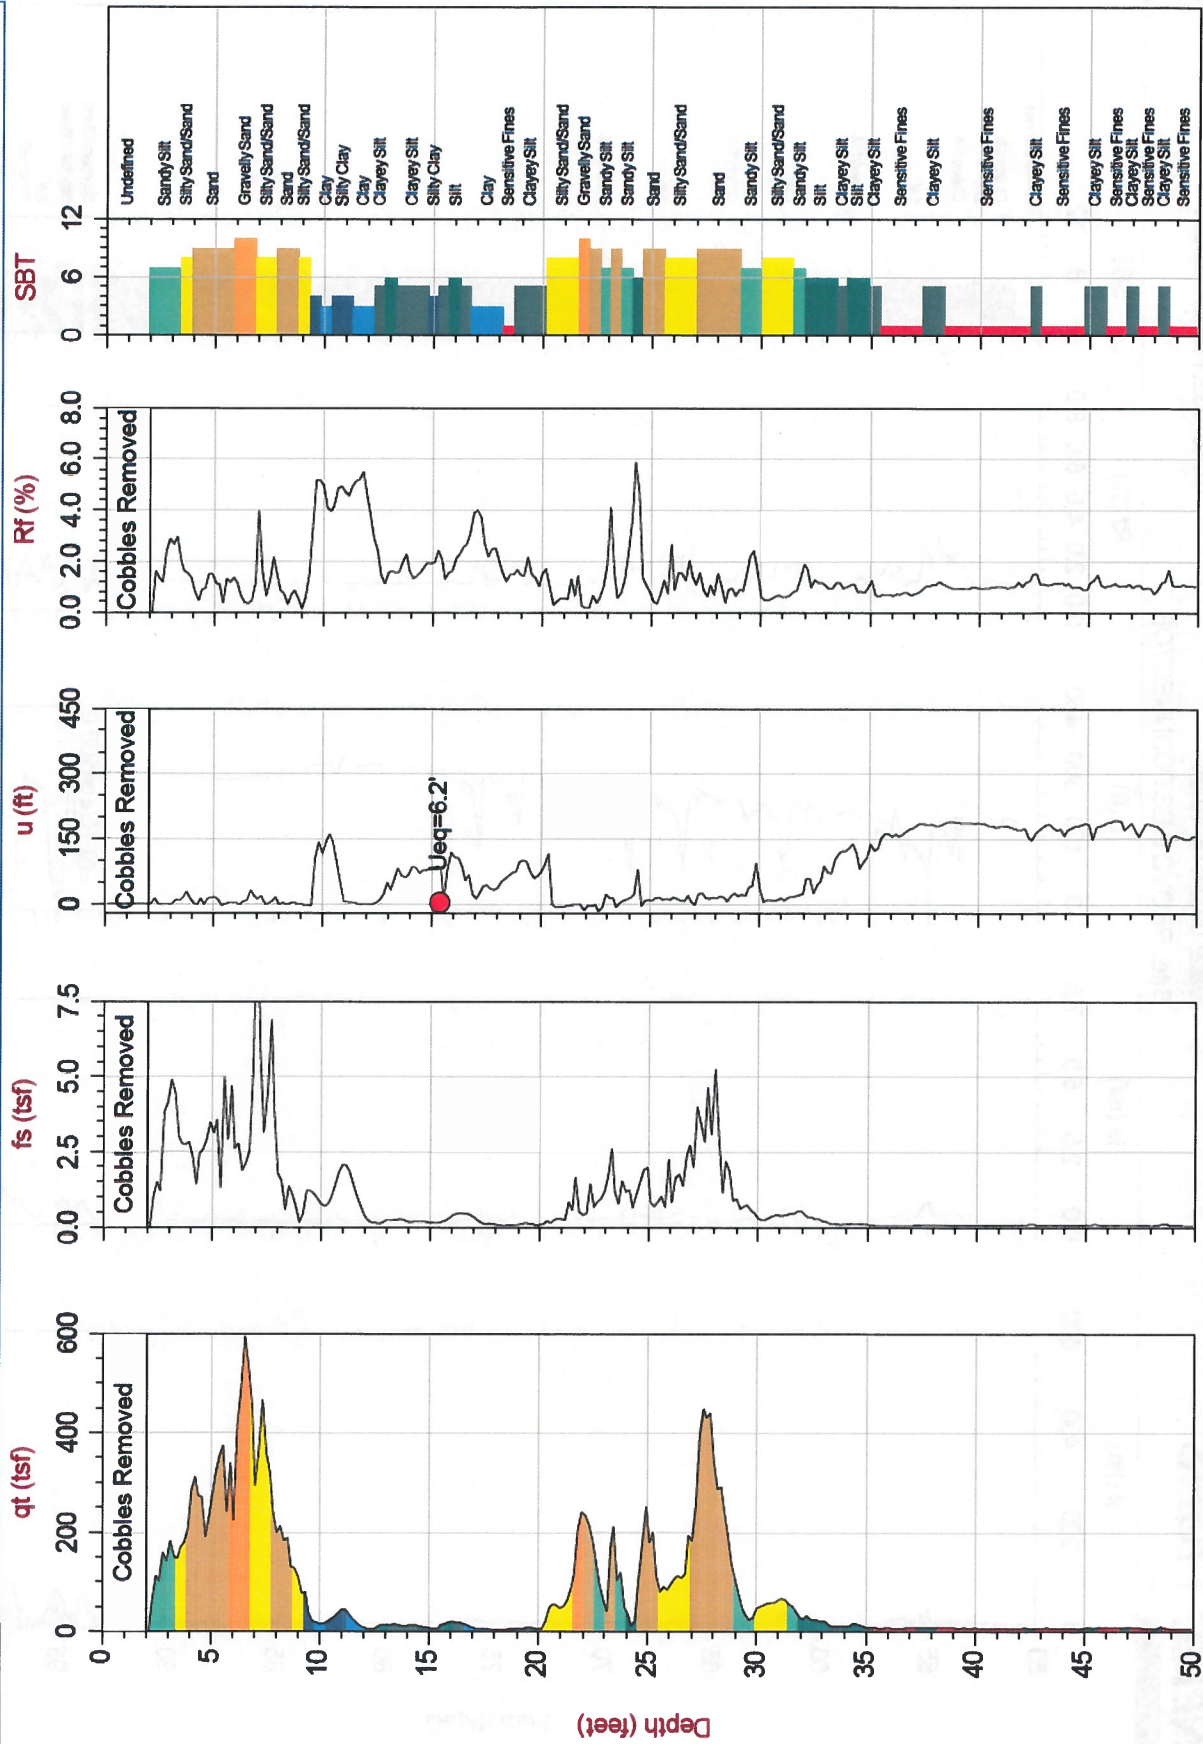 qt (tsf)
fs (tsf)
u (ft)
Rf (%)
SBT
0 200 400 600
0.0 2.5 5.0 7.5
0 150 300 450
0.0 2.0 4.0 6.0 8.0
0 6 12
Depth (feet)
0
5
10
15
20
25
30
35
40
45
50
Cobbles Removed
Cobbles Removed
Cobbles Removed
Cobbles Removed
Ueq=6.2'
Undefined
Sandy Silt
Silty Sand/Sand
Sand
Gravelly Sand
Silty Sand/Sand
Sand
Silty Sand/Sand
Clay
Silty Clay
Clay
Clayey Silt
Clayey Silt
Silty Clay
Silt
Clay
Sensitive Fines
Clayey Silt
Silty Sand/Sand
Gravelly Sand
Sandy Silt
Sandy Silt
Sand
Silty Sand/Sand
Sand
Sandy Silt
Silty Sand/Sand
Sandy Silt
Silt
Clayey Silt
Silt
Clayey Silt
Sensitive Fines
Clayey Silt
Sensitive Fines
Clayey Silt
Sensitive Fines
Clayey Silt
Sensitive Fines
Clayey Silt
Sensitive Fines
Clayey Silt
Sensitive Fines